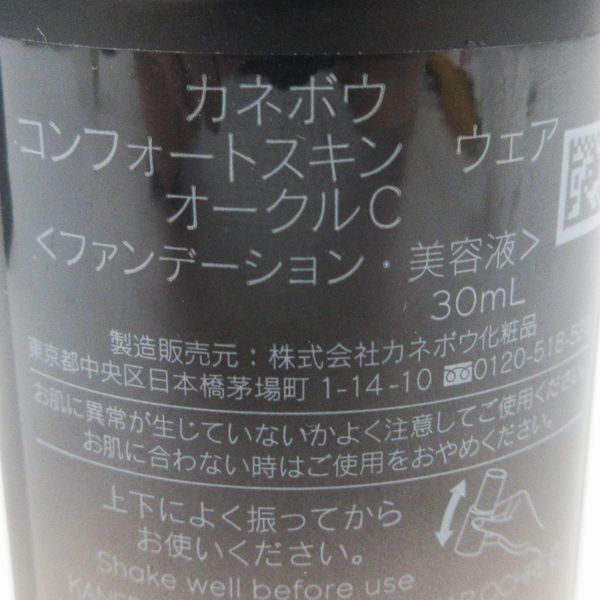 カネボウ
コンフォートスキン ウェア
オークルC
<ファンデーション・美容液>
30mL
製造販売元：株式会社カネボウ化粧品
東京都中央区日本橋茅場町 1-14-10 0120-518-
お肌に異常が生じていないかよく注意してご使用ください。
お肌に合わない時はご使用をおやめください。
上下によく振ってから
お使いください。
Shake well before use